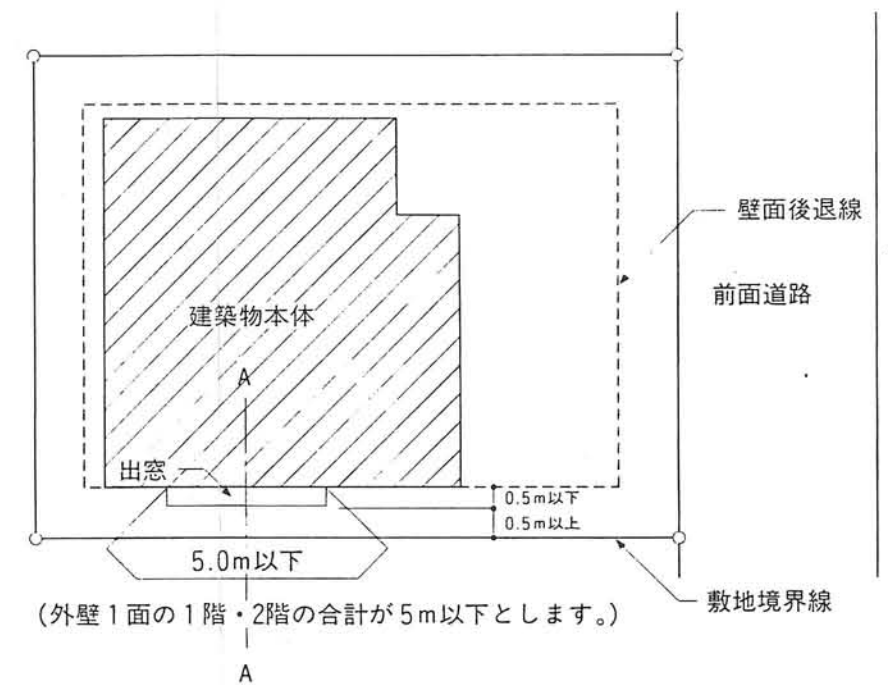 壁面後退線
前面道路
建築物本体
A
出窓
0.5m以下
0.5m以上
5.0m以下
(外壁1面の1階・2階の合計が5m以下とします。)
敷地境界線
A